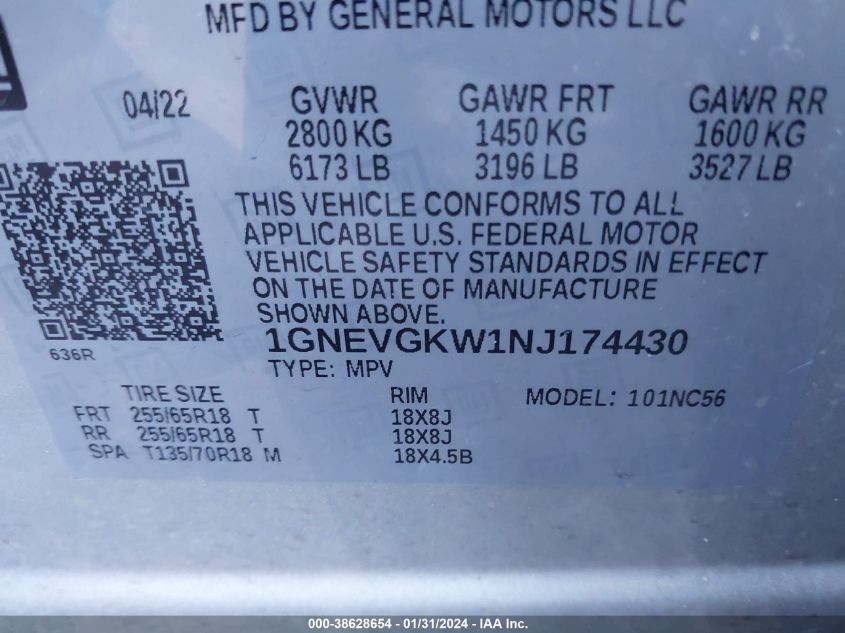 MFD BY GENERAL MOTORS LLC
04/22 GVWR GAWR FRT GAWR RR
2800 KG 1450 KG 1600 KG
6173 LB 3196 LB 3527 LB
THIS VEHICLE CONFORMS TO ALL
APPLICABLE U.S. FEDERAL MOTOR
VEHICLE SAFETY STANDARDS IN EFFECT
ON THE DATE OF MANUFACTURE
SHOWN ABOVE.
1GNEVGKW1NJ174430
636R
TYPE: MPV
TIRE SIZE RIM MODEL: 101NC56
FRT 255/65R18 T 18X8J
RR 255/65R18 T 18X8J
SPA T135/70R18 M 18X4.5B
000-38628654 / 01/31/2024 - IAA Inc.